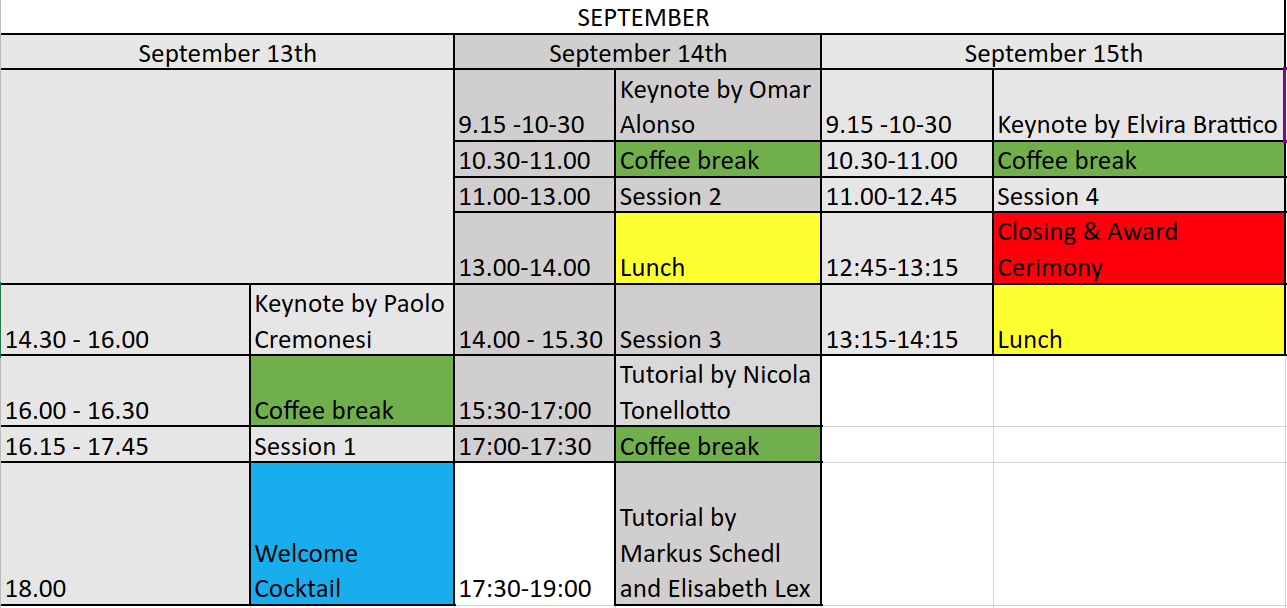 SEPTEMBER
September 13th
September 14th
September 15th
Keynote by Omar
9.15 -10-30
Alonso
9.15 -10-30
Keynote by Elvira Brattico
10.30-11.00
Coffee break
10.30-11.00
Coffee break
11.00-13.00
Session 2
11.00-12.45
Session 4
13.00-14.00
Lunch
12:45-13:15
Closing & Award
Cerimony
14.30 - 16.00
Keynote by Paolo
Cremonesi
14.00 - 15.30
Session 3
13:15-14:15
Lunch
16.00 - 16.30
Coffee break
15:30-17:00
Tutorial by Nicola
Tonellotto
16.15 - 17.45
Session 1
17:00-17:30
Coffee break
18.00
Welcome
Cocktail
17:30-19:00
Tutorial by
Markus Schedl
and Elisabeth Lex